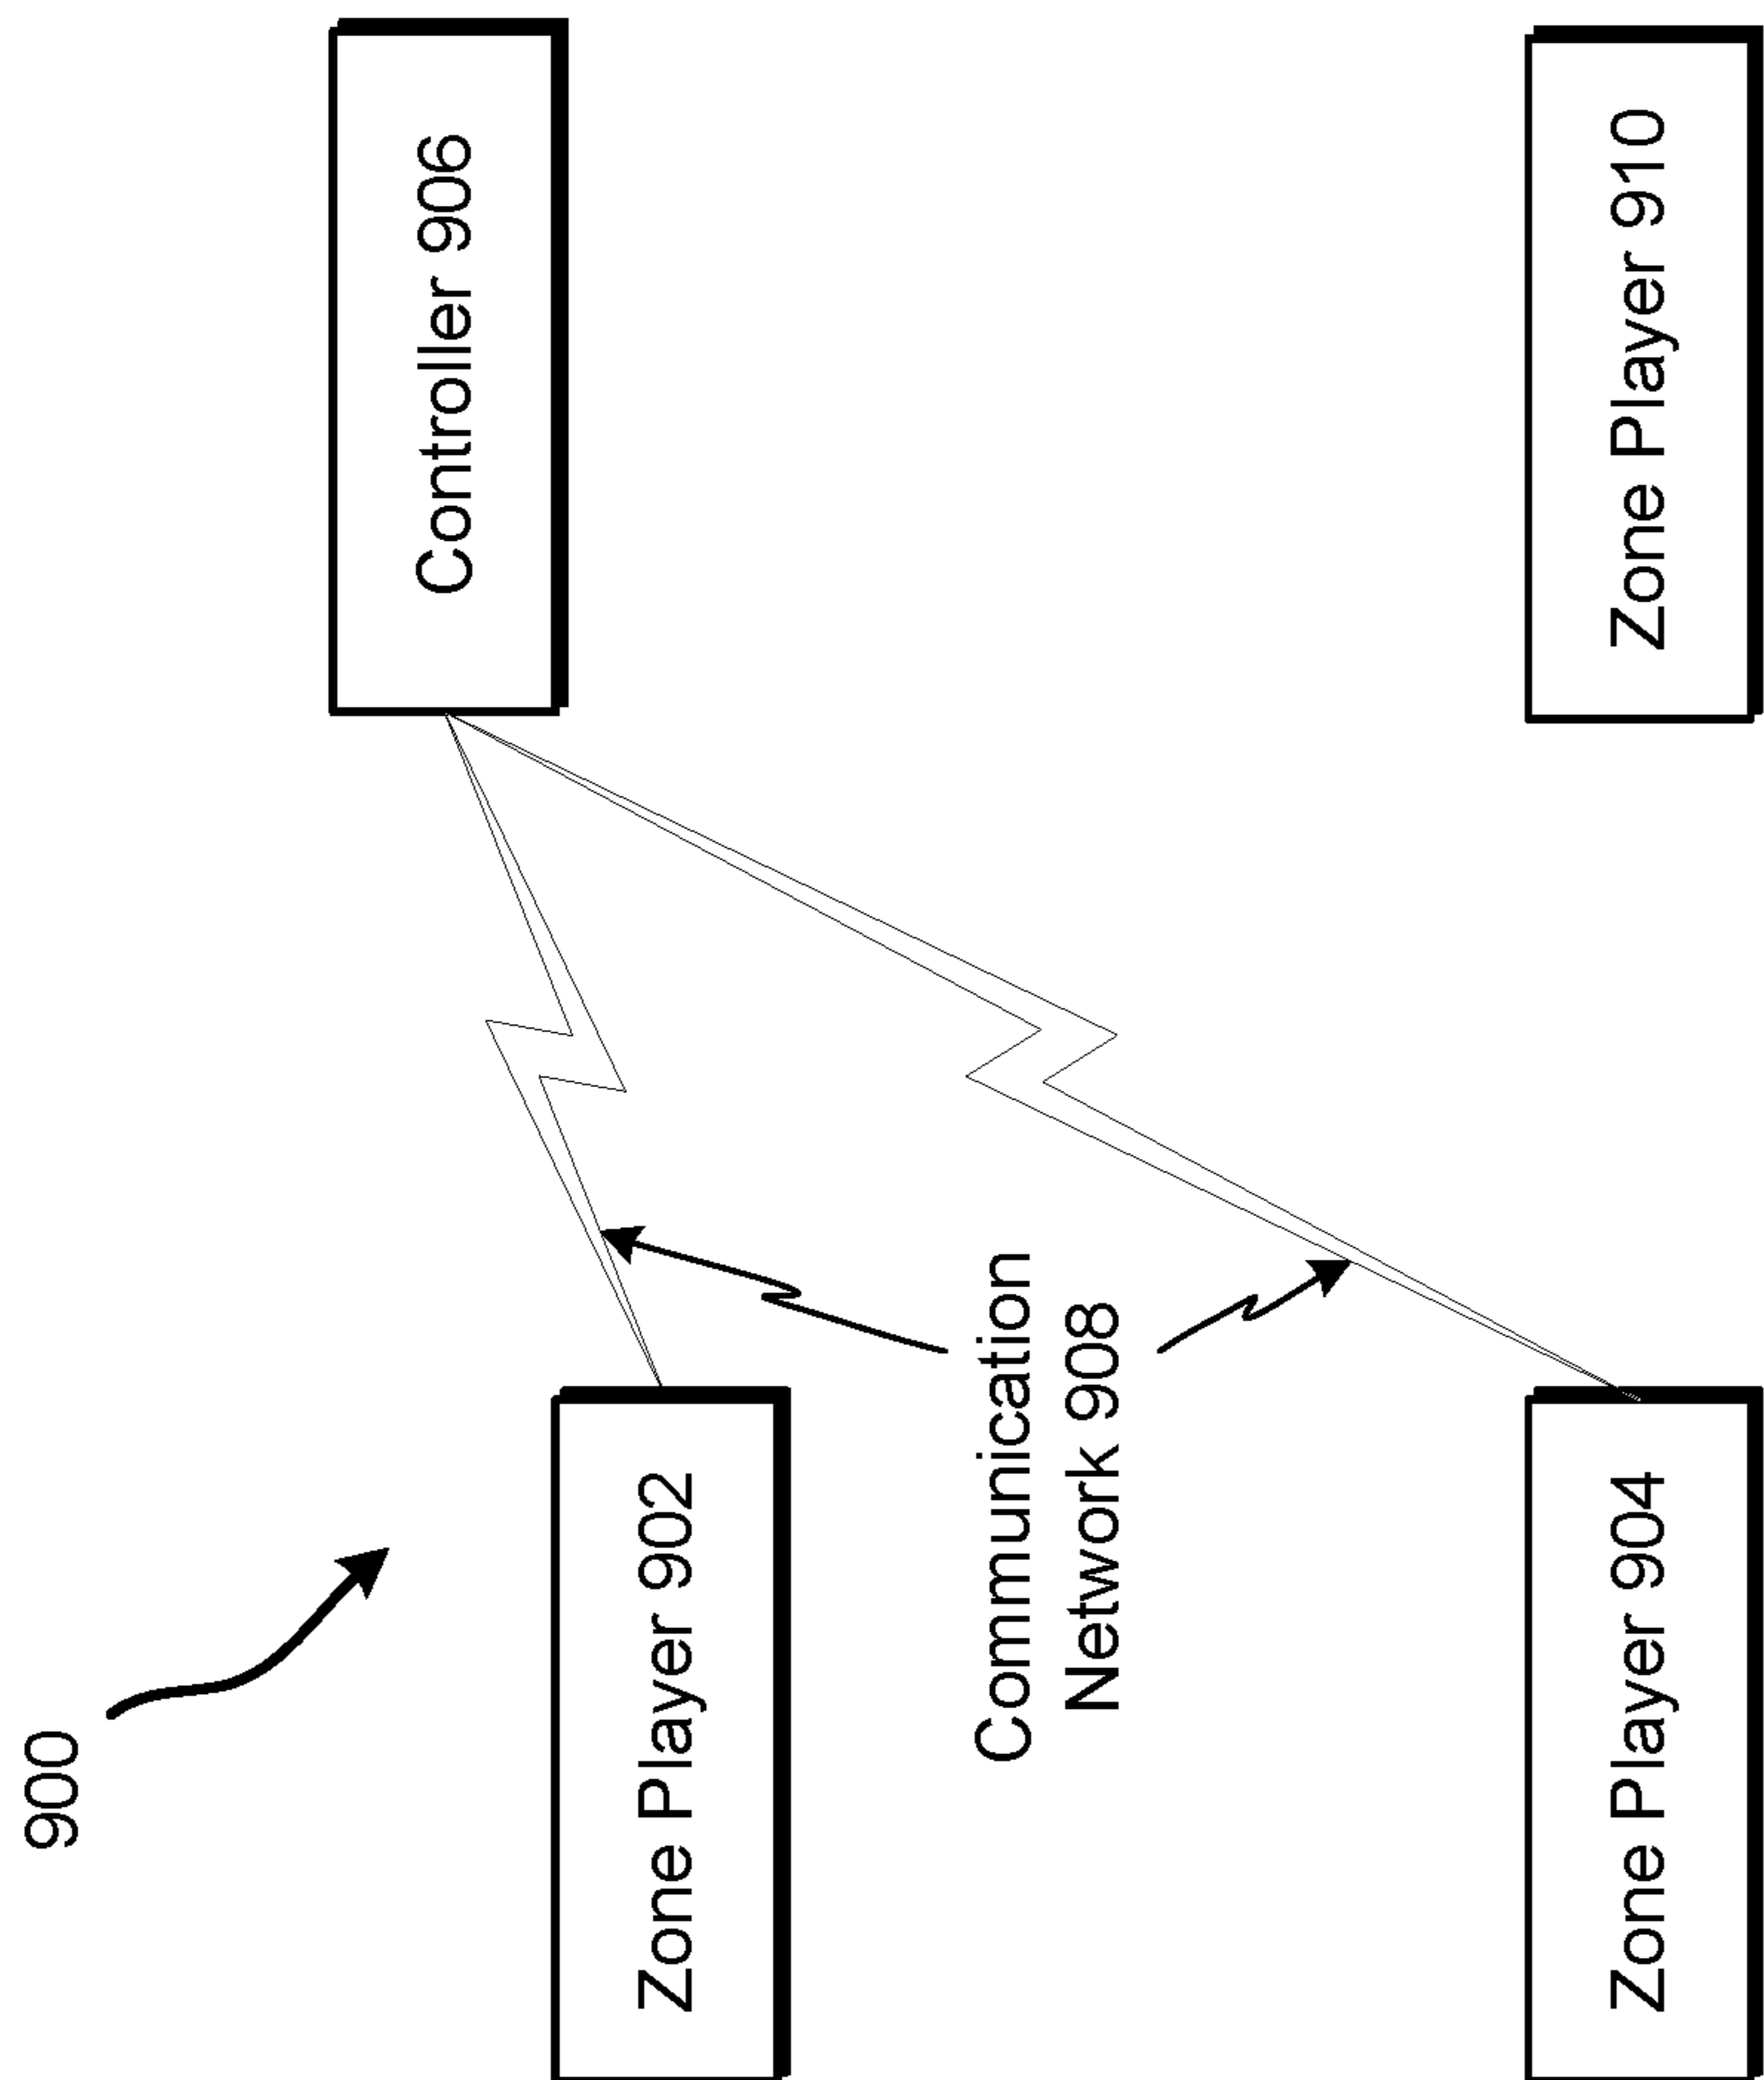 900
Controller 906
Zone Player 902
Communication
Network 908
Zone Player 910
Zone Player 904